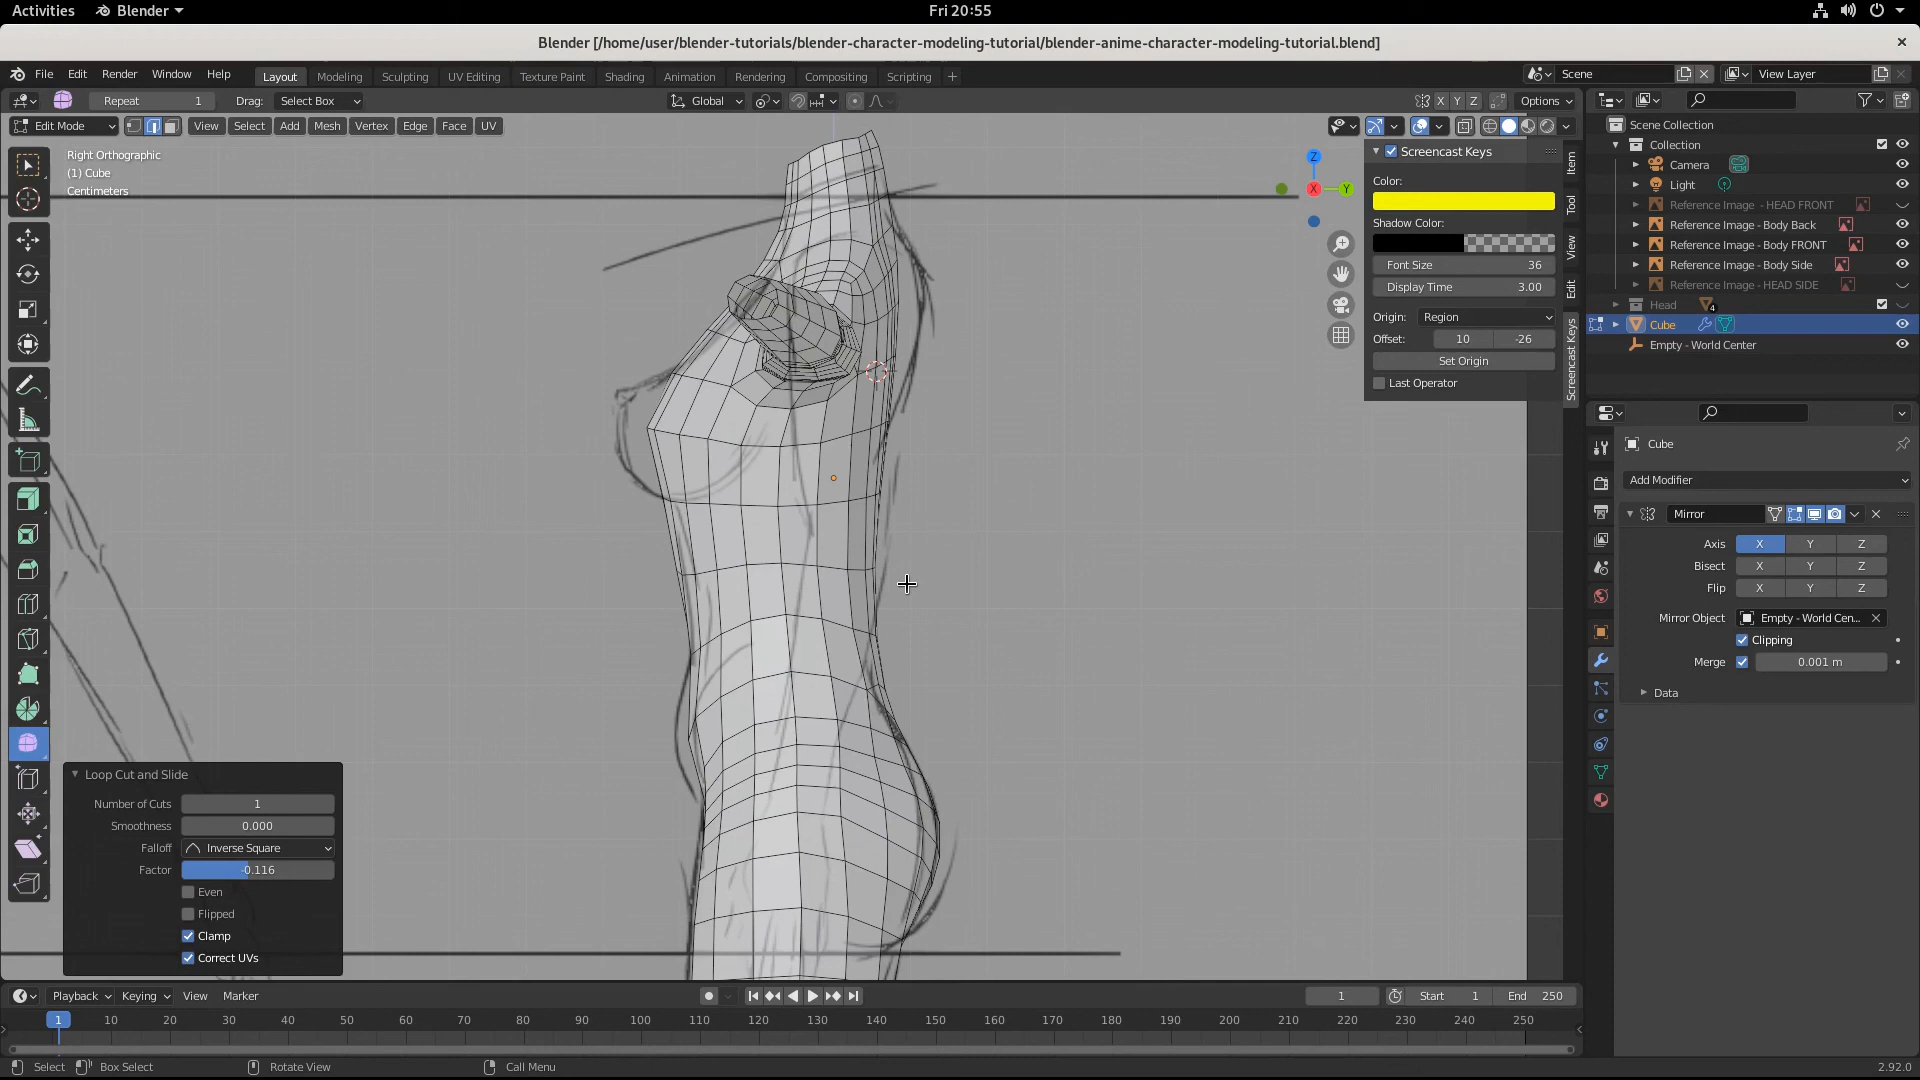 Activities Blender Fri 20:55
Blender [/home/user/blender-tutorials/blender-character-modeling-tutorial/blender-anime-character-modeling-tutorial.blend]
File Edit Render Window Help Layout Modeling Sculpting UV Editing Texture Paint Shading Animation Rendering Compositing Scripting + Scene View Layer
Repeat 1 Drag: Select Box Global X Y Z Options
Edit Mode View Select Add Mesh Vertex Edge Face UV
Right Orthographic
(1) Cube
Centimeters
Z
X
Y
Screencast Keys
Color:
Shadow Color:
Font Size 36
Display Time 3.00
Origin: Region
Offset: 10 -26
Set Origin
Last Operator
Item
Tool
View
Edit
Screencast Keys
Scene Collection
Collection
Camera
Light
Reference Image - HEAD FRONT
Reference Image - Body Back
Reference Image - Body FRONT
Reference Image - Body Side
Reference Image - HEAD SIDE
Head 4
Cube
Empty - World Center
Cube
Add Modifier
Mirror
Axis X Y Z
Bisect X Y Z
Flip X Y Z
Mirror Object Empty - World Cen...
Clipping
Merge 0.001 m
Data
Loop Cut and Slide
Number of Cuts 1
Smoothness 0.000
Falloff Inverse Square
Factor -0.116
Even
Flipped
Clamp
Correct UVs
Playback Keying View Marker 1 Start 1 End 250
1 10 20 30 40 50 60 70 80 90 100 110 120 130 140 150 160 170 180 190 200 210 220 230 240 250
Select Box Select Rotate View Call Menu 2.92.0